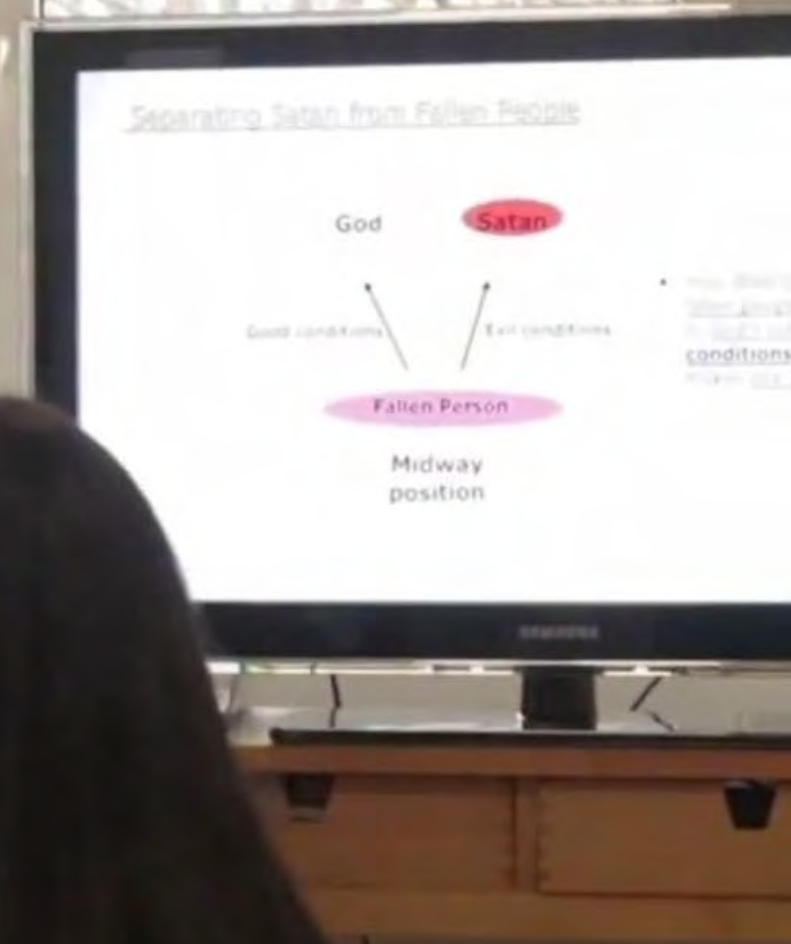 Separating Satan from Fallen People
God
Satan
Good conditions
Evil conditions
Fallen Person
Midway
position
conditions
SAMSUNG